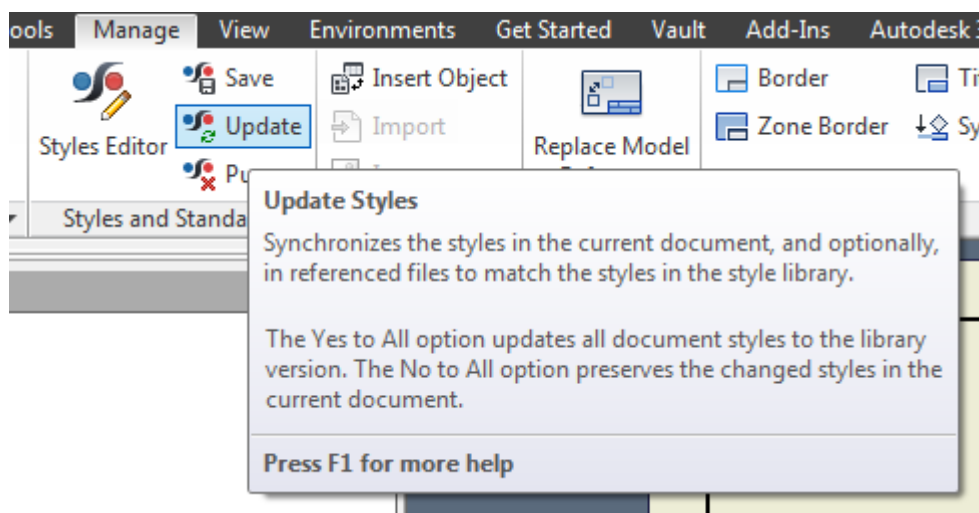 Manage View Environments Get Started Vault Add-Ins Autodesk
Save Insert Object Border
Styles Editor Update Import Replace Model Zone Border
Styles and
Update Styles
Synchronizes the styles in the current document, and optionally,
in referenced files to match the styles in the style library.
The Yes to All option updates all document styles to the library
version. The No to All option preserves the changed styles in the
current document.
Press F1 for more help